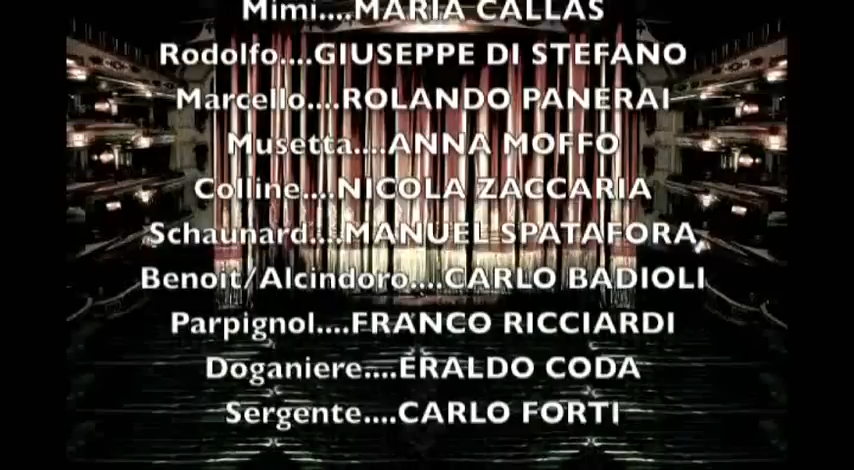 Mimi....MARIA CALLAS
Rodolfo....GIUSEPPE DI STEFANO
Marcello....ROLANDO PANERAI
Musetta....ANNA MOFFO
Colline....NICOLA ZACCARIA
Schaunard....MANUEL SPATAFORA
Benoit/Alcindoro....CARLO BADIOLI
Parpignol....FRANCO RICCIARDI
Doganiere....ERALDO CODA
Sergente....CARLO FORTI